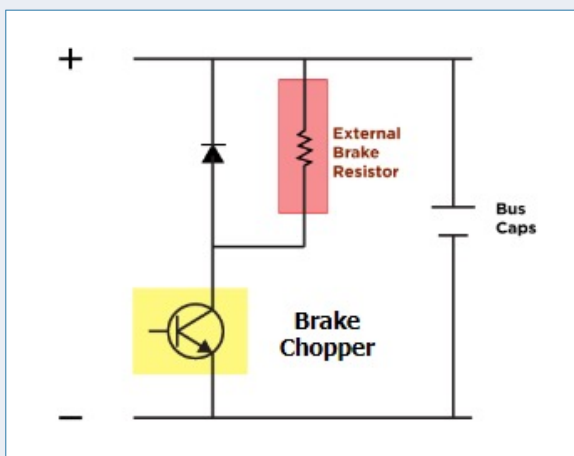 +
External
Brake
Resistor
Bus
Caps
Brake
Chopper
−